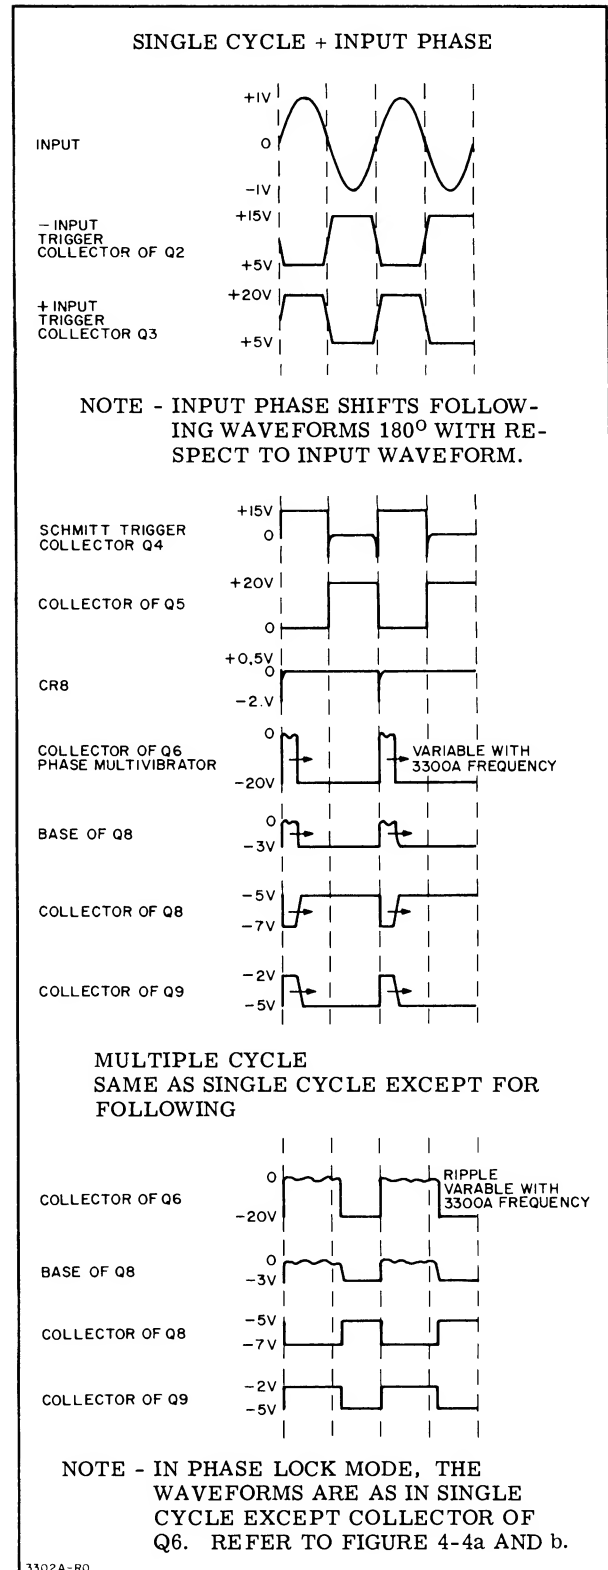 SINGLE CYCLE + INPUT PHASE
+1V
INPUT
0
-1V
+15V
- INPUT
TRIGGER
COLLECTOR OF Q2
+5V
+20V
+ INPUT
TRIGGER
COLLECTOR Q3
+5V
NOTE - INPUT PHASE SHIFTS FOLLOW-
ING WAVEFORMS 180° WITH RE-
SPECT TO INPUT WAVEFORM.
+15V
SCHMITT TRIGGER
COLLECTOR Q4
0
+20V
COLLECTOR OF Q5
0
+0.5V
0
CR8
-2.V
0
COLLECTOR OF Q6
PHASE MULTIVIBRATOR
VARIABLE WITH
3300A FREQUENCY
-20V
0
BASE OF Q8
-3V
-5V
COLLECTOR OF Q8
-7V
-2V
COLLECTOR OF Q9
-5V
MULTIPLE CYCLE
SAME AS SINGLE CYCLE EXCEPT FOR
FOLLOWING
0
RIPPLE
VARABLE WITH
3300A FREQUENCY
COLLECTOR OF Q6
-20V
0
BASE OF Q8
-3V
-5V
COLLECTOR OF Q8
-7V
-2V
COLLECTOR OF Q9
-5V
NOTE - IN PHASE LOCK MODE, THE
WAVEFORMS ARE AS IN SINGLE
CYCLE EXCEPT COLLECTOR OF
Q6. REFER TO FIGURE 4-4a AND b.
3302A-R0